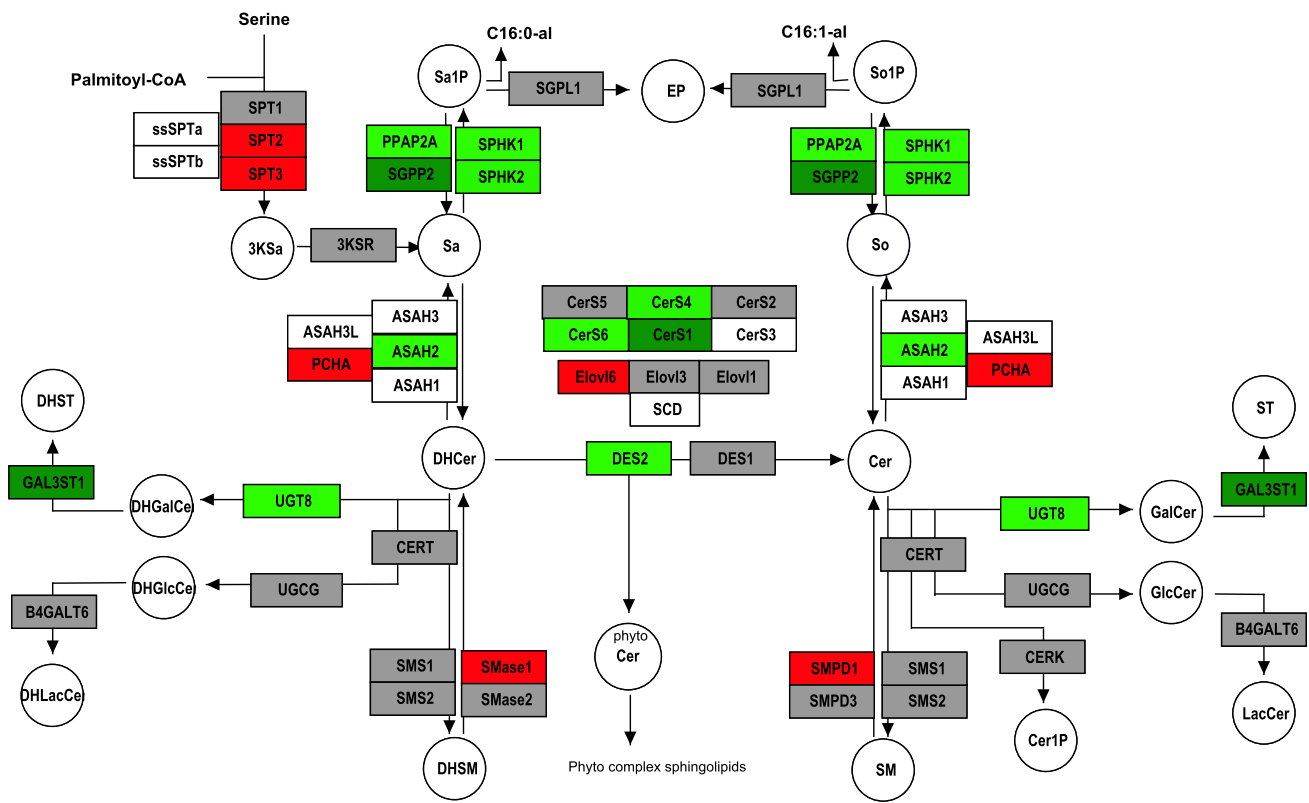 Serine
C16:0-al
C16:1-al
Palmitoyl-CoA
Sa1P
SGPL1
EP
SGPL1
So1P
SPT1
ssSPTa
SPT2
ssSPTb
SPT3
PPAP2A
SPHK1
SGPP2
SPHK2
PPAP2A
SPHK1
SGPP2
SPHK2
3KSa
3KSR
Sa
So
CerS5
CerS4
CerS2
CerS6
CerS1
CerS3
ASAH3
ASAH3L
ASAH2
PCHA
ASAH1
ASAH3
ASAH3L
ASAH2
PCHA
ASAH1
Elovl6
Elovl3
Elovl1
SCD
DHST
ST
DHCer
DES2
DES1
Cer
GAL3ST1
DHGalCe
UGT8
UGT8
GalCer
GAL3ST1
CERT
CERT
DHGlcCe
UGCG
UGCG
GlcCer
B4GALT6
B4GALT6
phyto
Cer
SMS1
SMase1
SMS2
SMase2
SMPD1
SMS1
SMPD3
SMS2
CERK
DHLacCe
LacCer
Cer1P
DHSM
Phyto complex sphingolipids
SM